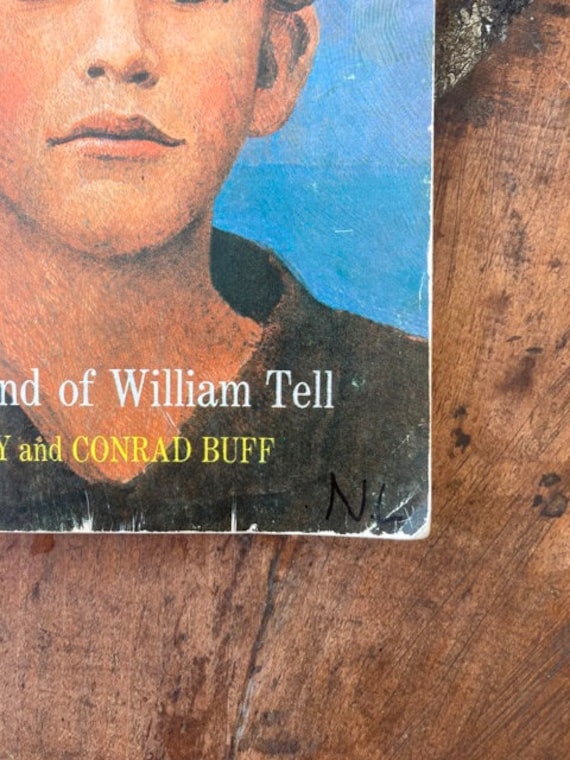 nd of William Tell
Y and CONRAD BUFF
N.L